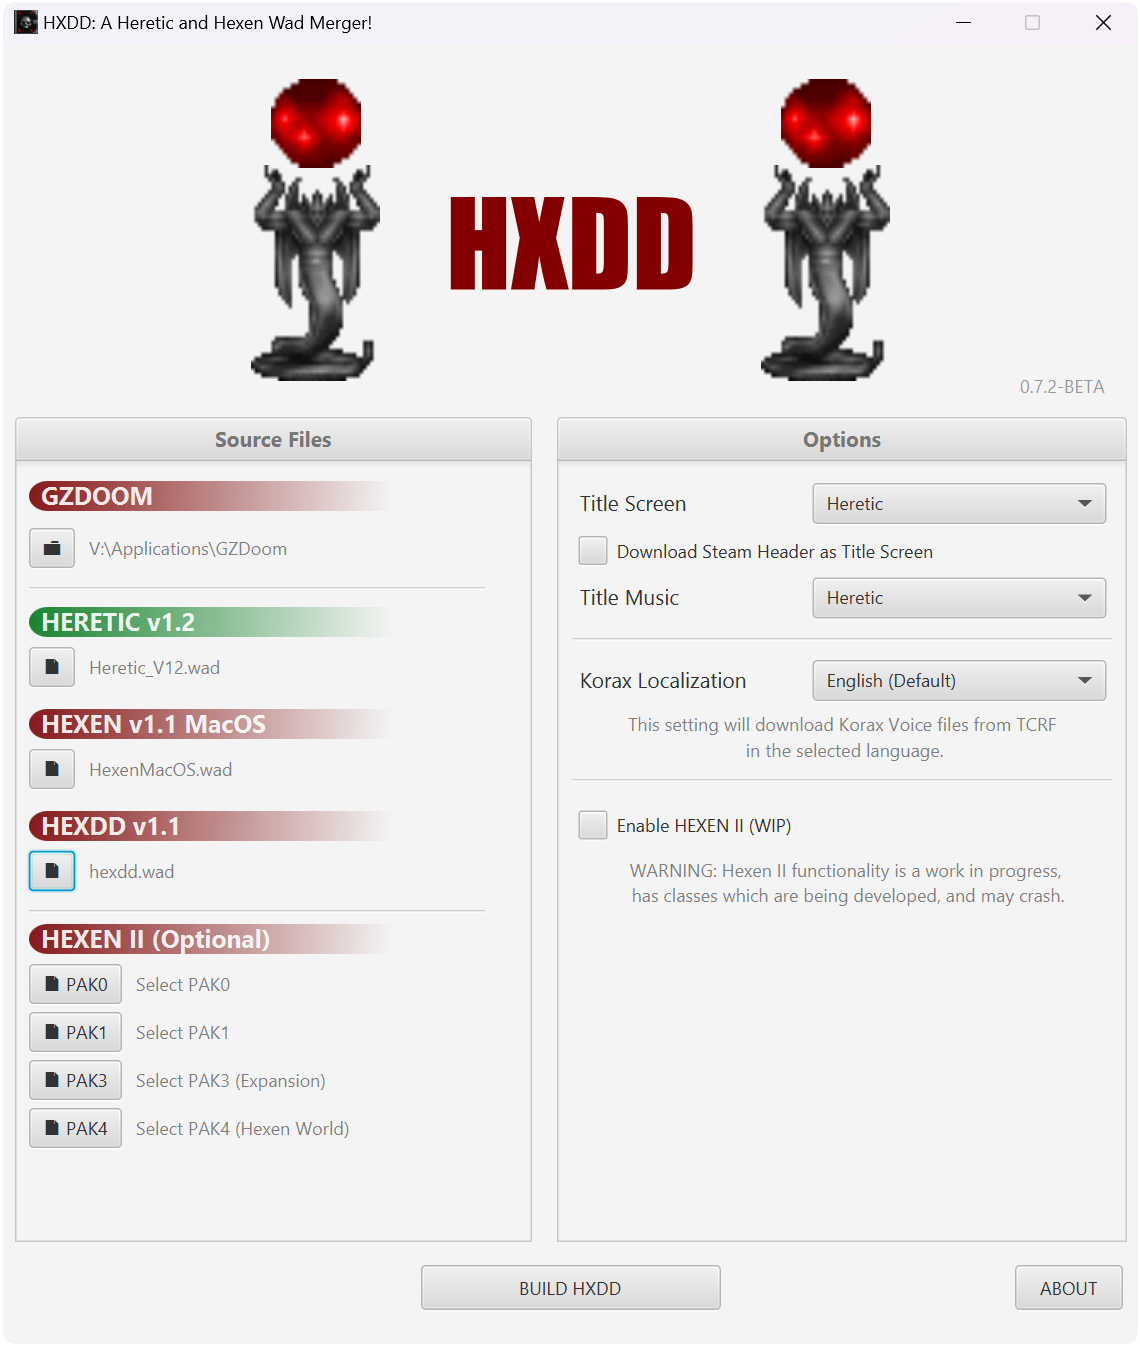 HXDD: A Heretic and Hexen Wad Merger!
HXDD
0.7.2-BETA
Source Files
GZDOOM
V:\Applications\GZDoom
HERETIC v1.2
Heretic_V12.wad
HEXEN v1.1 MacOS
HexenMacOS.wad
HEXDD v1.1
hexdd.wad
HEXEN II (Optional)
PAK0 Select PAK0
PAK1 Select PAK1
PAK3 Select PAK3 (Expansion)
PAK4 Select PAK4 (Hexen World)
Options
Title Screen Heretic
Download Steam Header as Title Screen
Title Music Heretic
Korax Localization English (Default)
This setting will download Korax Voice files from TCRF
in the selected language.
Enable HEXEN II (WIP)
WARNING: Hexen II functionality is a work in progress,
has classes which are being developed, and may crash.
BUILD HXDD
ABOUT